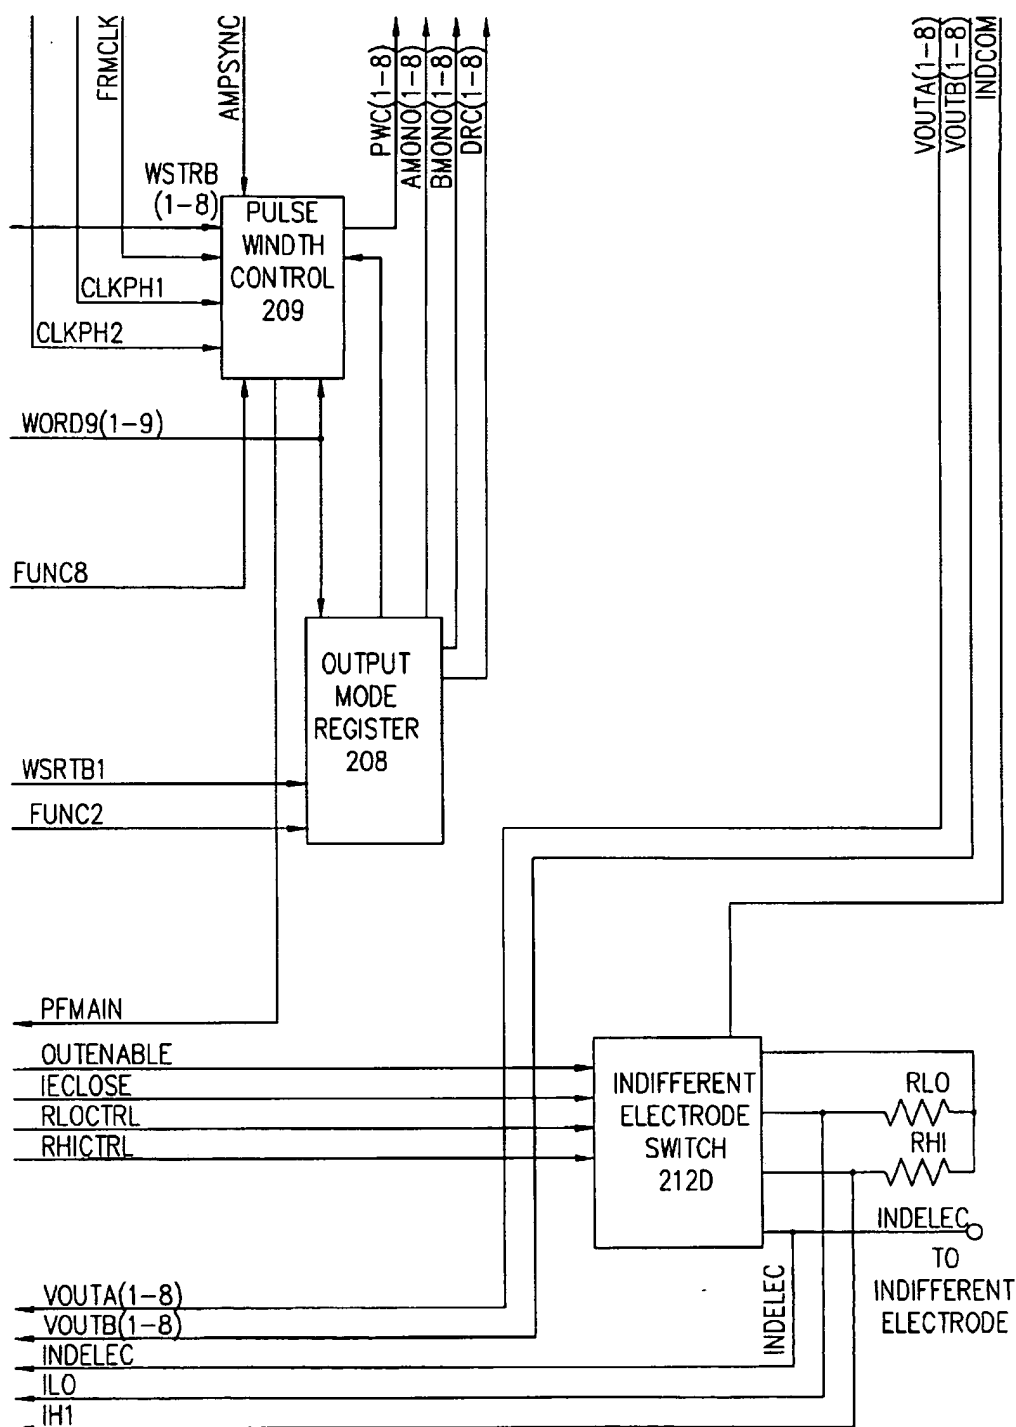 FRMCLK
AMPSYNC
PWC(1-8)
AMONO(1-8)
BMONO(1-8)
DRC(1-8)
VOUTA(1-8)
VOUTB(1-8)
INDCOM
WSTRB
(1-8)
PULSE
WINDTH
CONTROL
209
CLKPH1
CLKPH2
WORD9(1-9)
FUNC8
OUTPUT
MODE
REGISTER
208
WSRTB1
FUNC2
PFMAIN
OUTENABLE
IECLOSE
RLOCTRL
RHICTRL
INDIFFERENT
ELECTRODE
SWITCH
212D
RLO
RHI
INDELEC
TO
INDIFFERENT
ELECTRODE
INDELEC
VOUTA(1-8)
VOUTB(1-8)
INDELEC
ILO
IH1